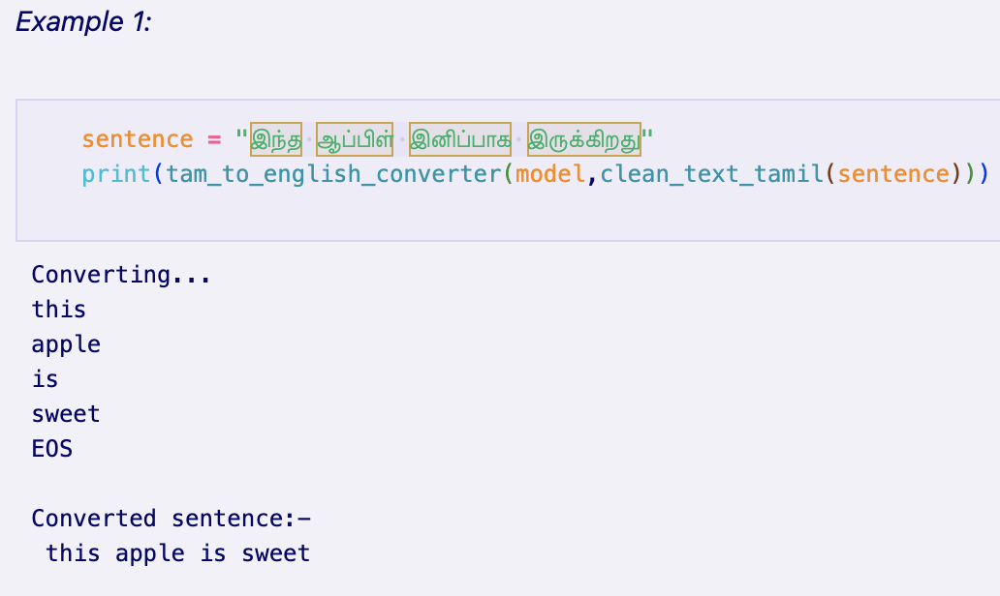 Example 1:
sentence = "இந்த ஆப்பிள் இனிப்பாக இருக்கிறது"
print(tam_to_english_converter(model,clean_text_tamil(sentence)))
Converting...
this
apple
is
sweet
EOS
Converted sentence:-
this apple is sweet